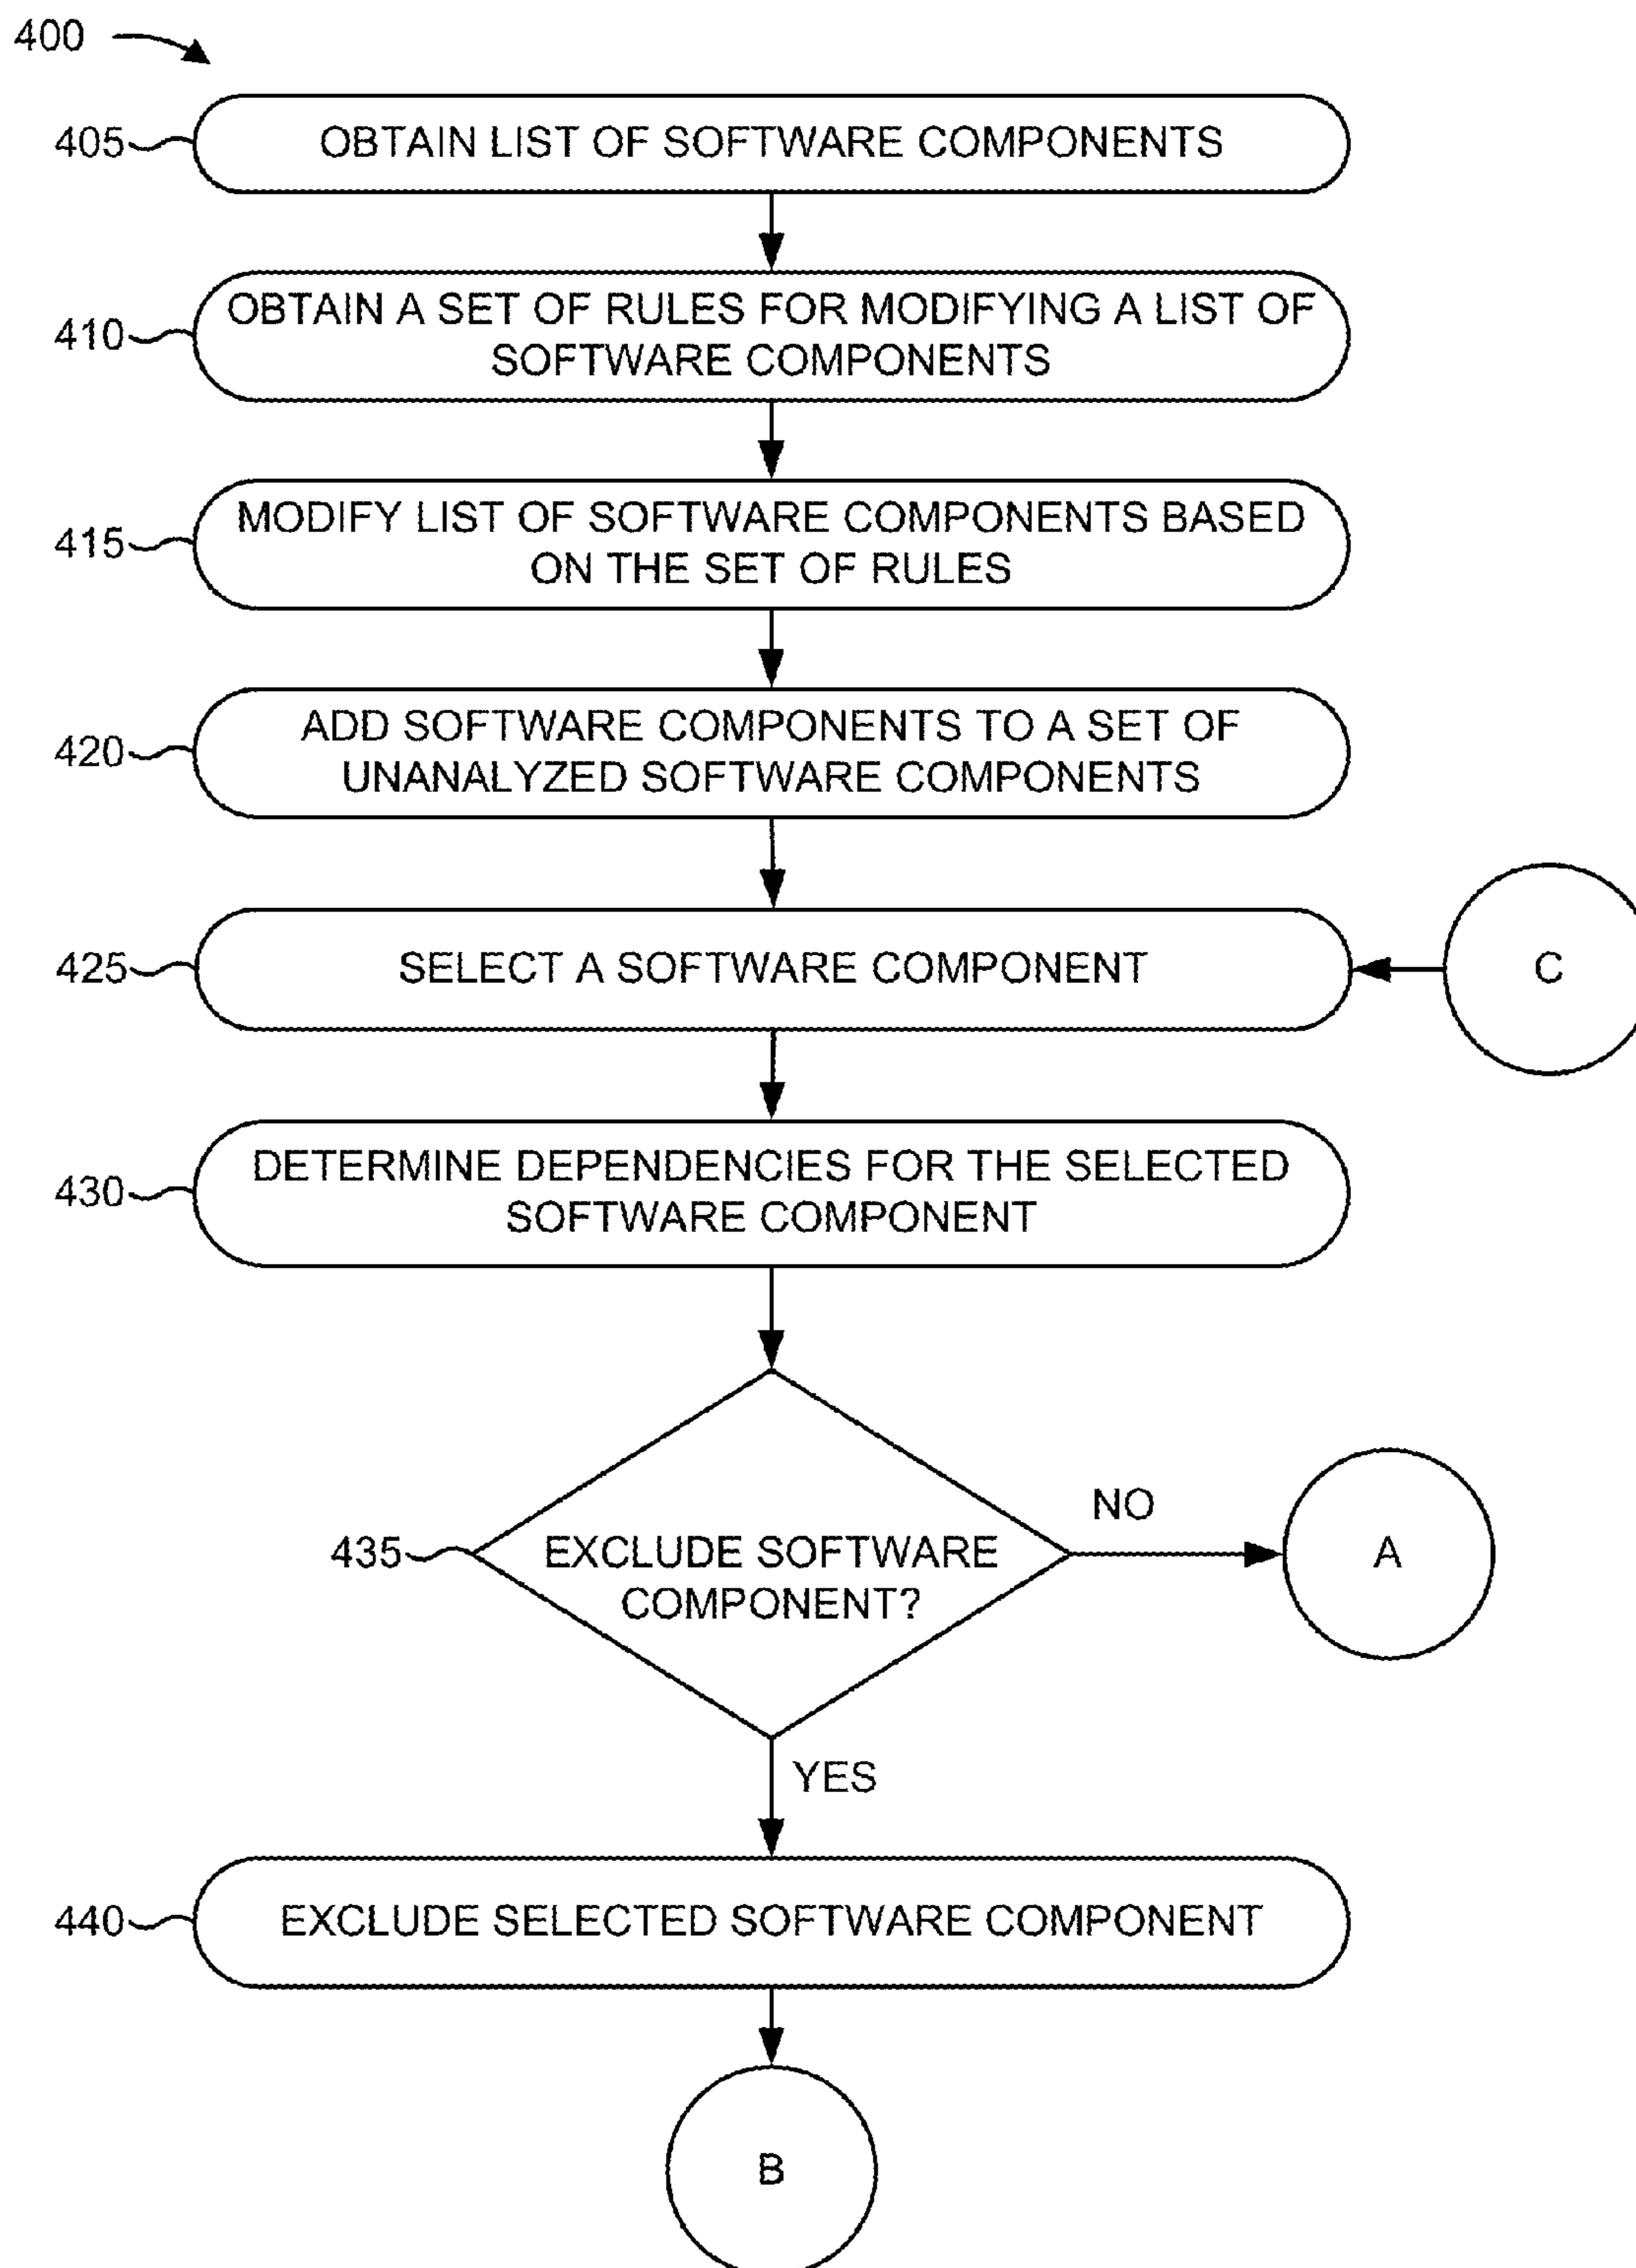 400
405
OBTAIN LIST OF SOFTWARE COMPONENTS
410
OBTAIN A SET OF RULES FOR MODIFYING A LIST OF
SOFTWARE COMPONENTS
415
MODIFY LIST OF SOFTWARE COMPONENTS BASED
ON THE SET OF RULES
420
ADD SOFTWARE COMPONENTS TO A SET OF
UNANALYZED SOFTWARE COMPONENTS
425
SELECT A SOFTWARE COMPONENT
C
430
DETERMINE DEPENDENCIES FOR THE SELECTED
SOFTWARE COMPONENT
435
EXCLUDE SOFTWARE
COMPONENT?
NO
A
YES
440
EXCLUDE SELECTED SOFTWARE COMPONENT
B